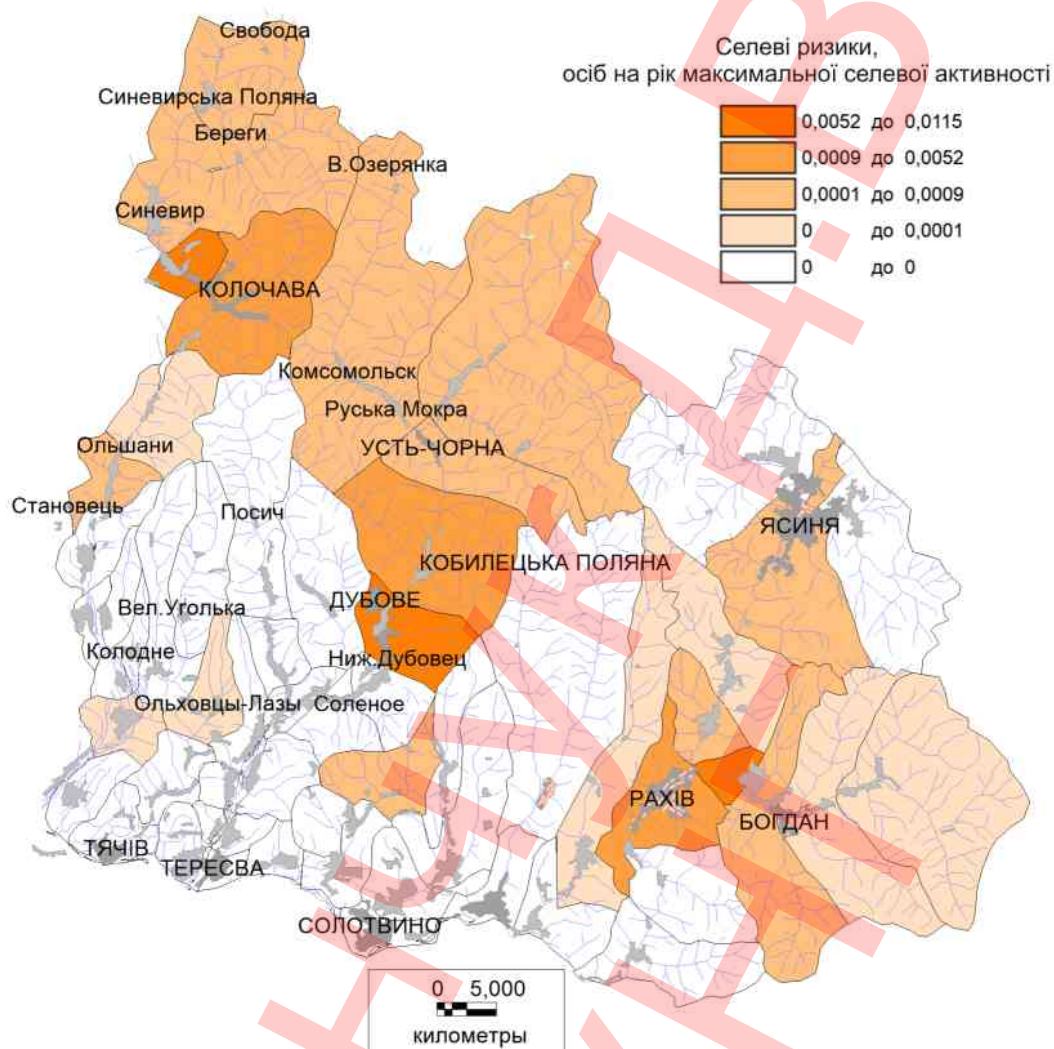 Свобода
Селеві ризики,
осіб на рік максимальної селевої активності
Синевирська Поляна
0,0052 до 0,0115
Береги
0,0009 до 0,0052
В.Озерянка
0,0001 до 0,0009
Синевир
0 до 0,0001
0 до 0
КОЛОЧАВА
Комсомольск
Руська Мокра
Ольшани
УСТЬ-ЧОРНА
Становець
Посич
ЯСИНЯ
КОБИЛЕЦЬКА ПОЛЯНА
ДУБОВЕ
Вел.Уголька
Колодне
Ниж.Дубовец
Ольховцы-Лазы
Соленое
РАХІВ
БОГДАН
ТЯЧІВ
ТЕРЕСВА
СОЛОТВИНО
0 5,000
километры